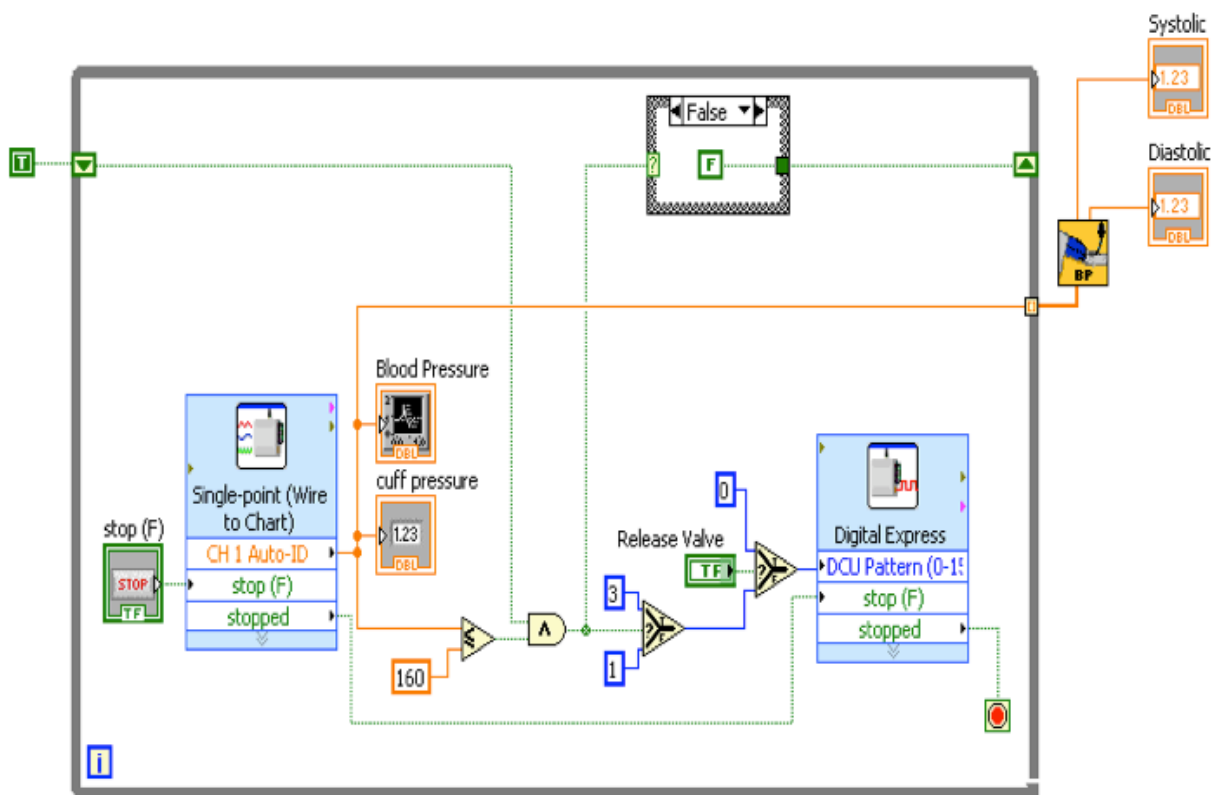 Systolic
1.23
DBL
Diastolic
1.23
DBL
False
T
?
F
BP
Blood Pressure
DBL
cuff pressure
1.23
DBL
Single-point (Wire
to Chart)
CH 1 Auto-ID
stop (F)
stopped
stop (F)
STOP
TF
≤
160
Λ
Release Valve
TF
0
3
1
? T
F
? T
F
Digital Express
DCU Pattern (0-15
stop (F)
stopped
i